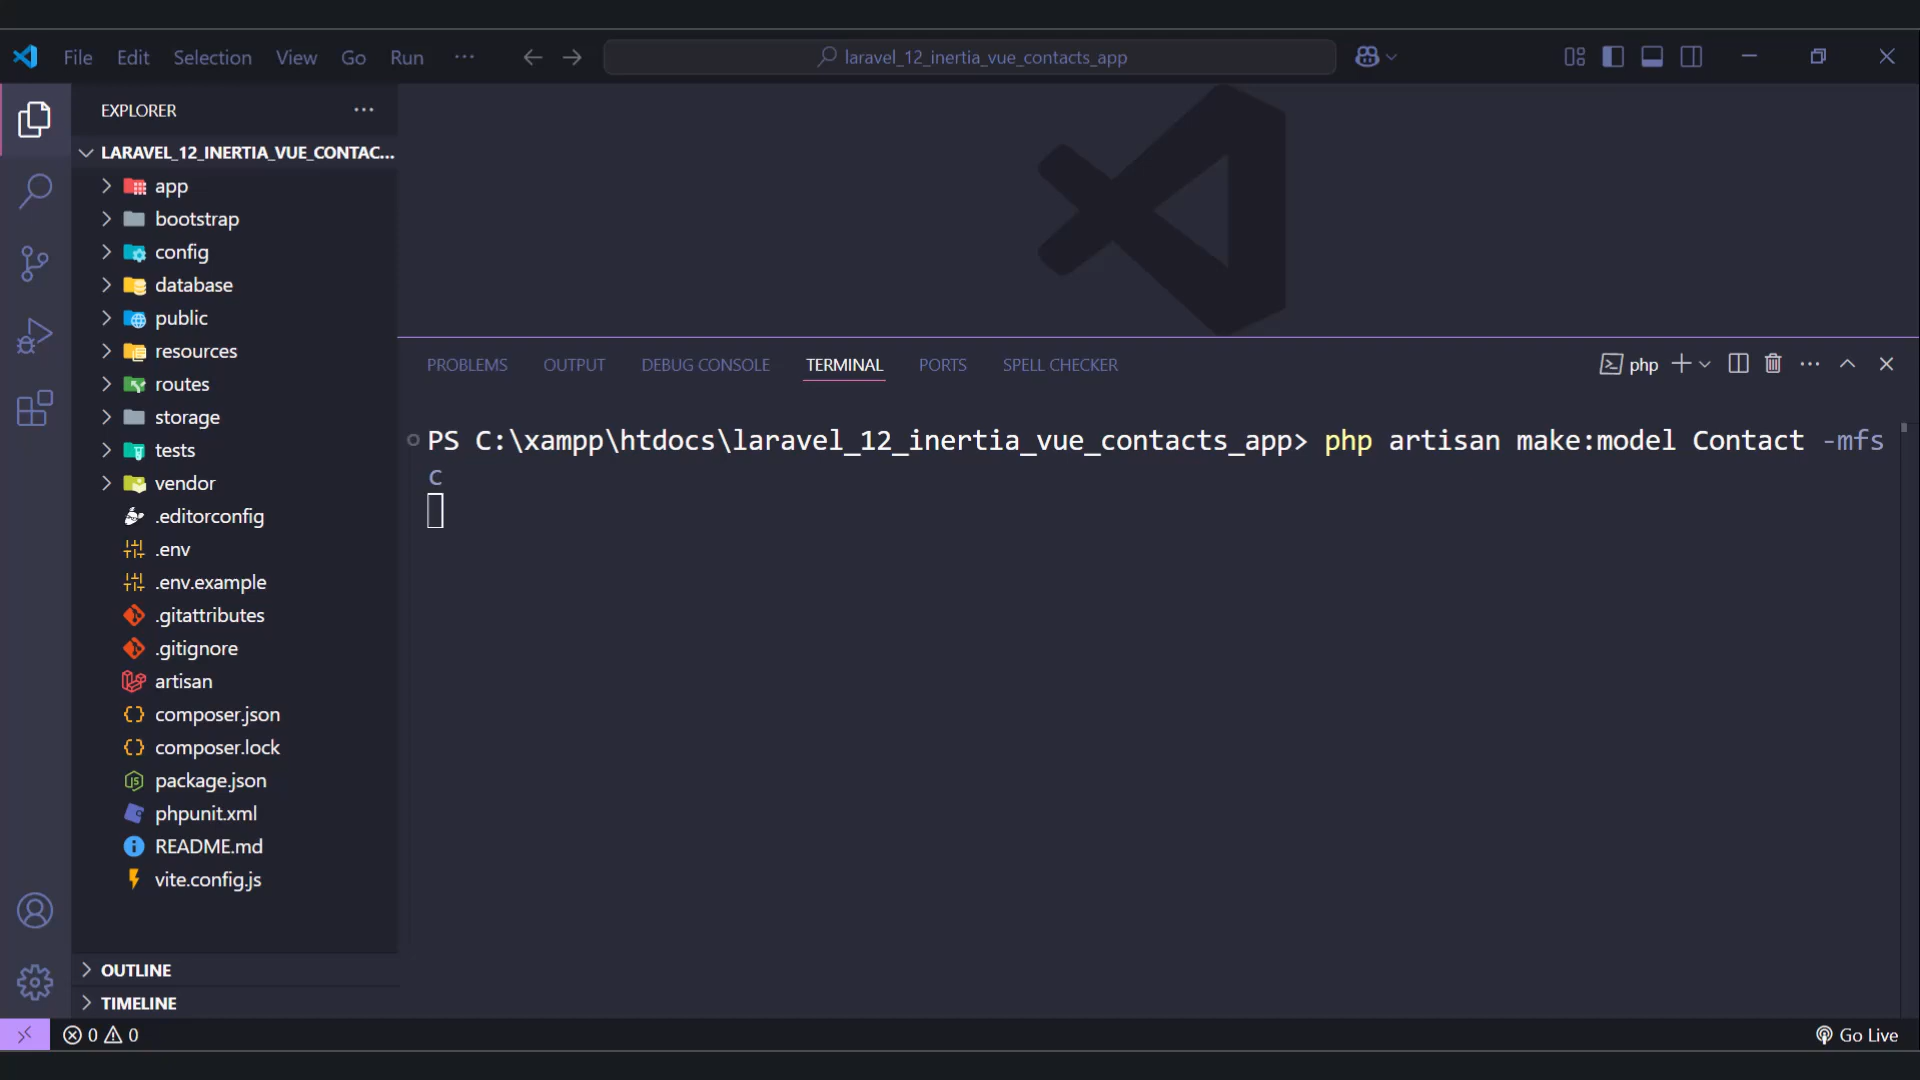 File Edit Selection View Go Run ···
laravel_12_inertia_vue_contacts_app
EXPLORER
LARAVEL_12_INERTIA_VUE_CONTAC...
app
bootstrap
config
database
public
resources
routes
storage
tests
vendor
.editorconfig
.env
.env.example
.gitattributes
.gitignore
artisan
composer.json
composer.lock
package.json
phpunit.xml
README.md
vite.config.js
OUTLINE
TIMELINE
PROBLEMS OUTPUT DEBUG CONSOLE TERMINAL PORTS SPELL CHECKER
php
PS C:\xampp\htdocs\laravel_12_inertia_vue_contacts_app> php artisan make:model Contact -mfs
c
0 0
Go Live